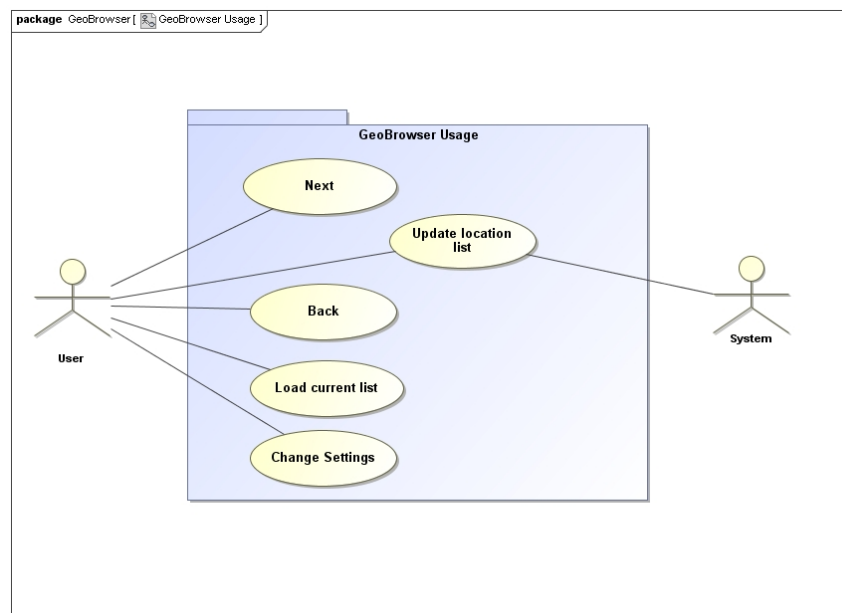 package GeoBrowser [ GeoBrowser Usage ]
GeoBrowser Usage
Next
Update location
list
Back
Load current list
Change Settings
User
System